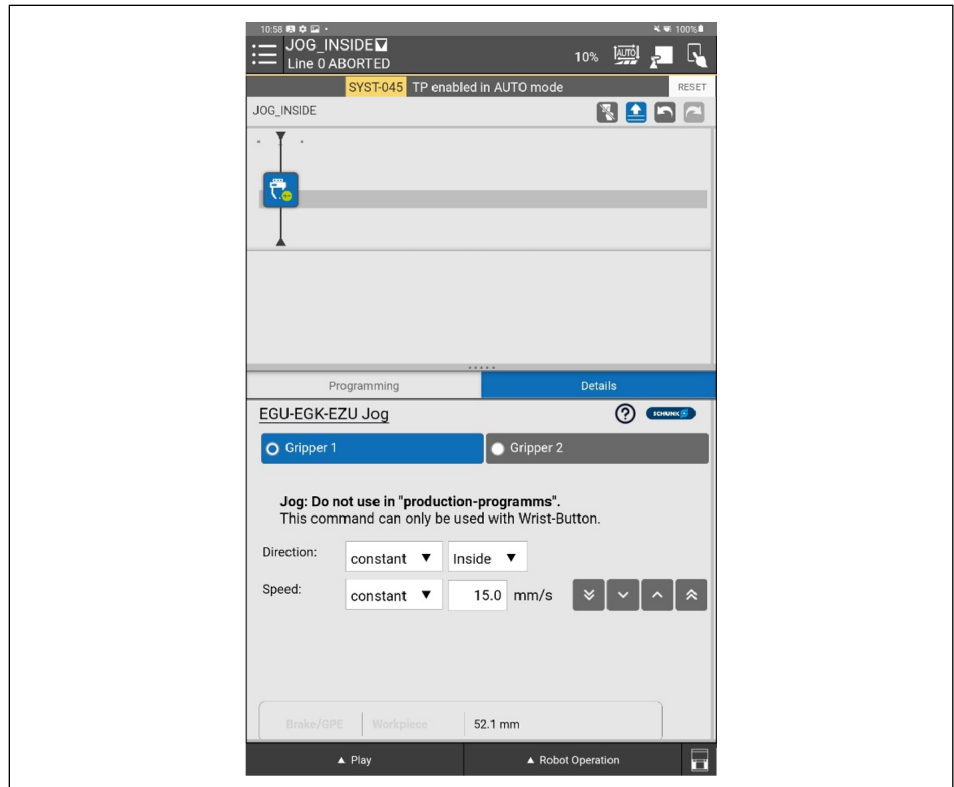 10:58 100%
JOG_INSIDE
Line 0 ABORTED
10% AUTO
SYST-045 TP enabled in AUTO mode RESET
JOG_INSIDE
Programming Details
EGU-EGK-EZU Jog ? SCHUNK
Gripper 1 Gripper 2
Jog: Do not use in "production-programms".
This command can only be used with Wrist-Button.
Direction: constant Inside
Speed: constant 15.0 mm/s
Brake/GPE Workpiece 52.1 mm
Play Robot Operation